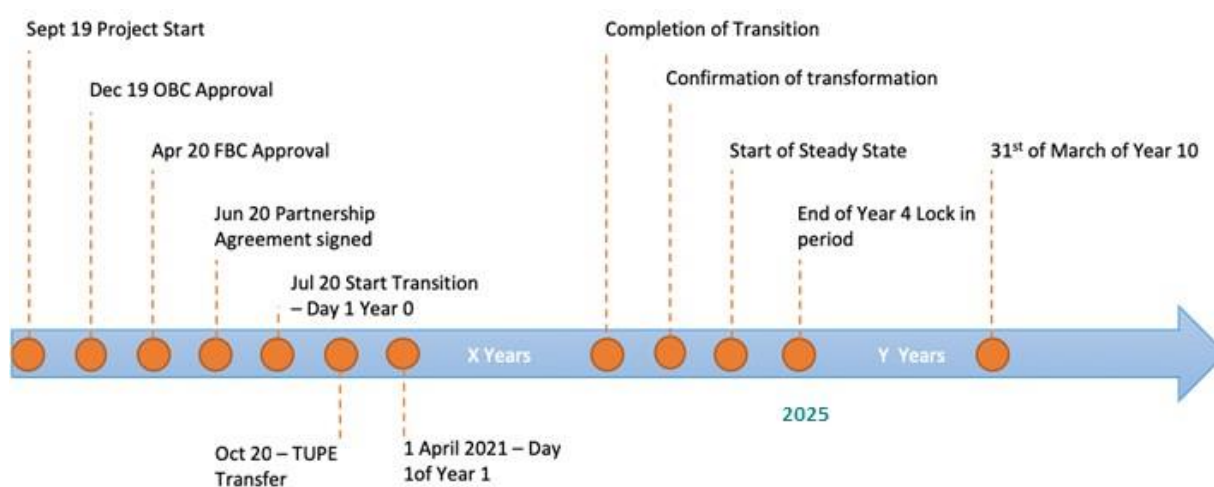 Sept 19 Project Start
Completion of Transition
Dec 19 OBC Approval
Confirmation of transformation
Apr 20 FBC Approval
Start of Steady State
31st of March of Year 10
Jun 20 Partnership
Agreement signed
End of Year 4 Lock in
period
Jul 20 Start Transition
– Day 1 Year 0
X Years
Y Years
2025
Oct 20 – TUPE
Transfer
1 April 2021 – Day
1of Year 1